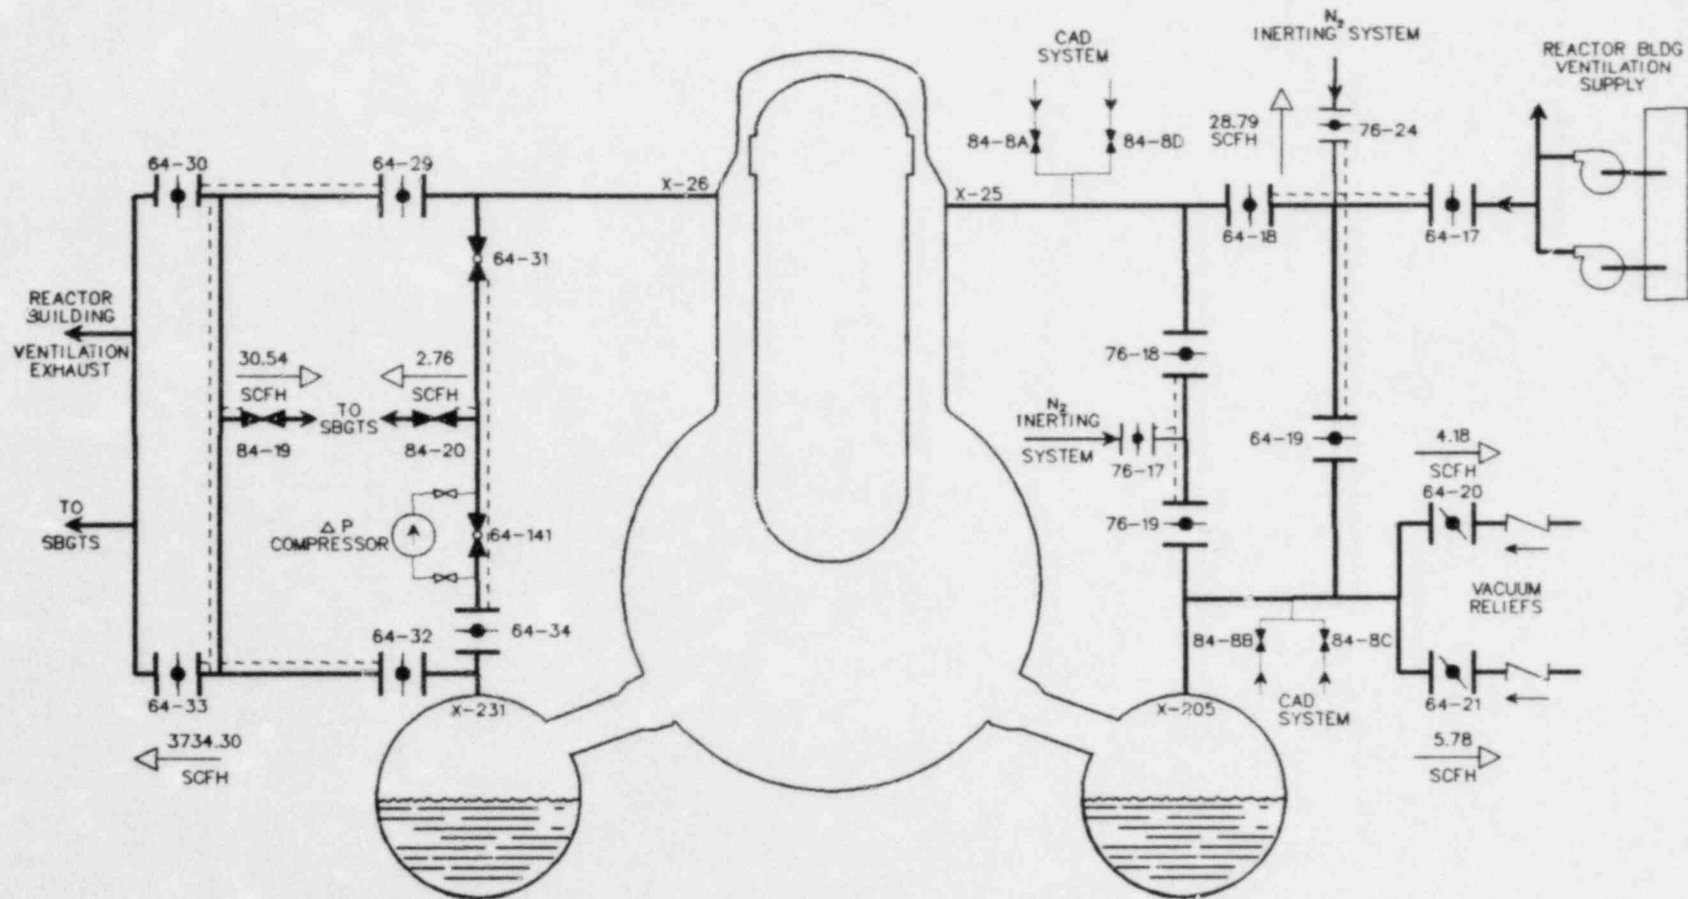 CAD
SYSTEM
N₂
INERTING SYSTEM
REACTOR BLDG
VENTILATION
SUPPLY
84-8A
84-8D
28.79
SCFH
76-24
64-30
64-29
X-26
X-25
64-18
64-17
64-31
REACTOR
BUILDING
VENTILATION
EXHAUST
30.54
SCFH
2.76
SCFH
TO
SBGTS
84-19
84-20
76-18
N₂
INERTING
SYSTEM
76-17
64-19
4.18
SCFH
64-20
TO
SBGTS
Δ P
COMPRESSOR
64-141
76-19
VACUUM
RELIEFS
64-32
64-34
84-8B
84-8C
64-33
X-231
X-205
CAD
SYSTEM
64-21
3734.30
SCFH
5.78
SCFH